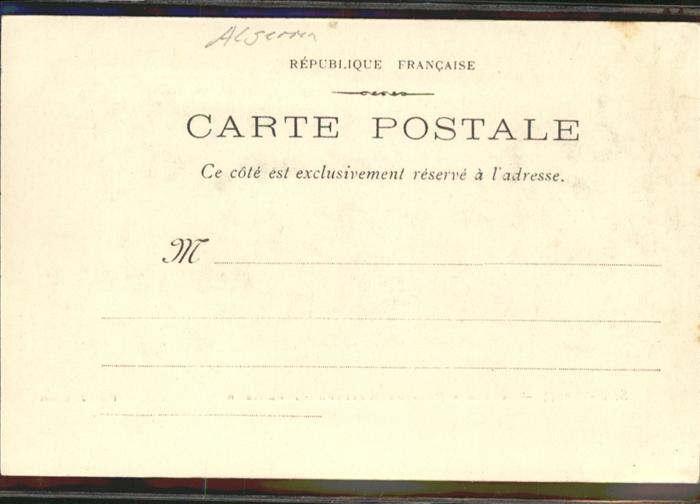 Algerien
RÉPUBLIQUE FRANÇAISE
CARTE POSTALE
Ce côté est exclusivement réservé à l'adresse.
M